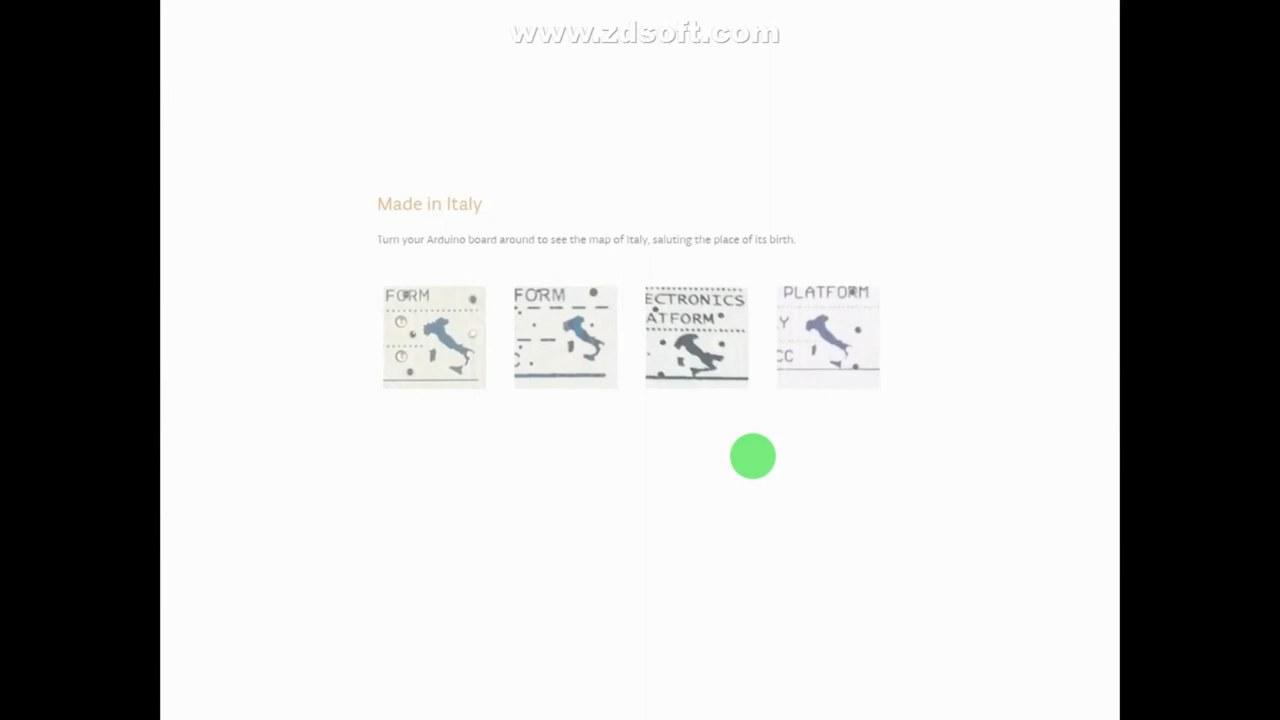 www.zdsoft.com
Made in Italy
Turn your Arduino board around to see the map of Italy, saluting the place of its birth.
FORM
FORM
ECTRONICS
ATFORM
PLATFORM
Y
CC